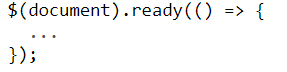 $(document).ready(() => {
  ...
});